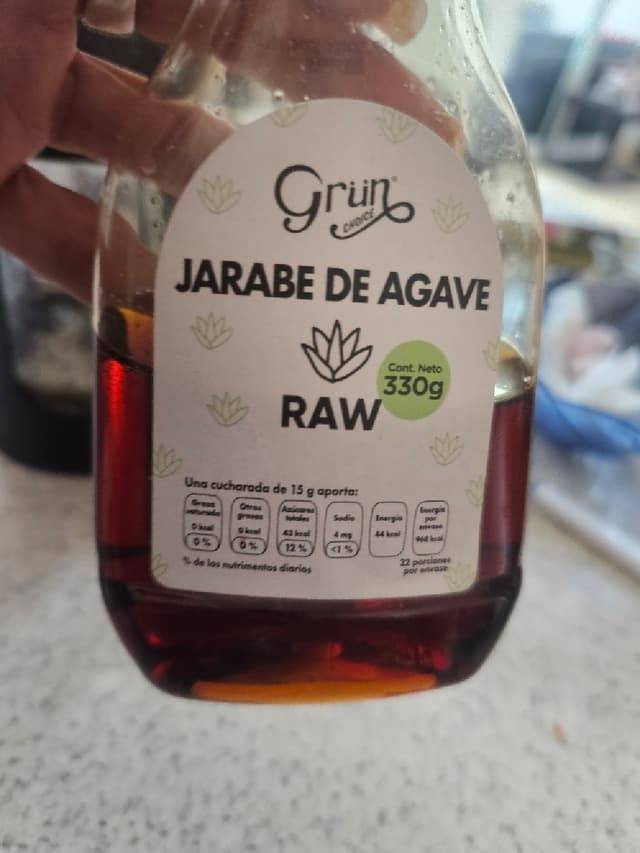 Grün
CHOICE
JARABE DE AGAVE
Cont. Neto
330g
RAW
Una cucharada de 15 g aporta:
Grasa saturada 0 kcal 0 %
Otras grasas 0 kcal 0 %
Azúcares totales 43 kcal 12 %
Sodio 4 mg <1 %
Energía 44 kcal
Energía por envase 968 kcal
% de los nutrimentos diarios
22 porciones
por envase